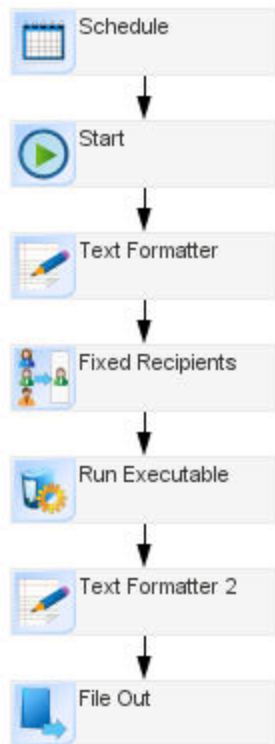 Schedule
Start
Text Formatter
Fixed Recipients
Run Executable
Text Formatter 2
File Out